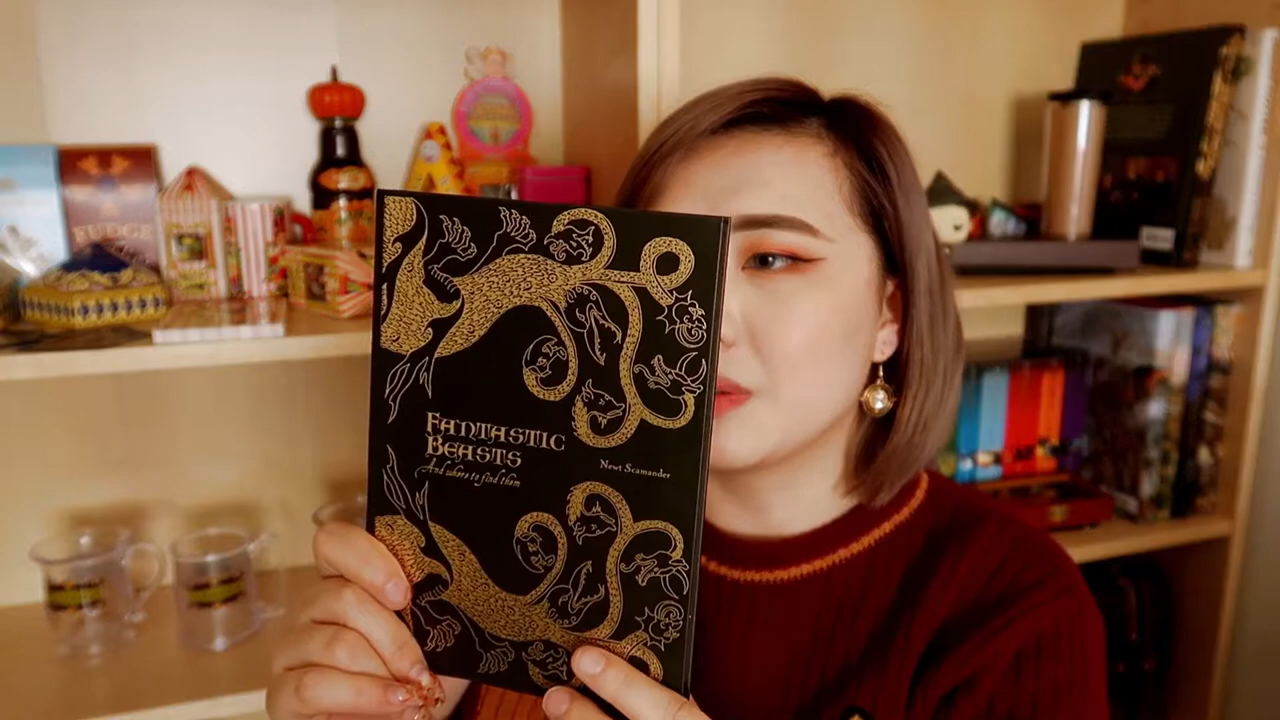 FUDGE
FANTASTIC
BEASTS
And where to find them
Newt Scamander